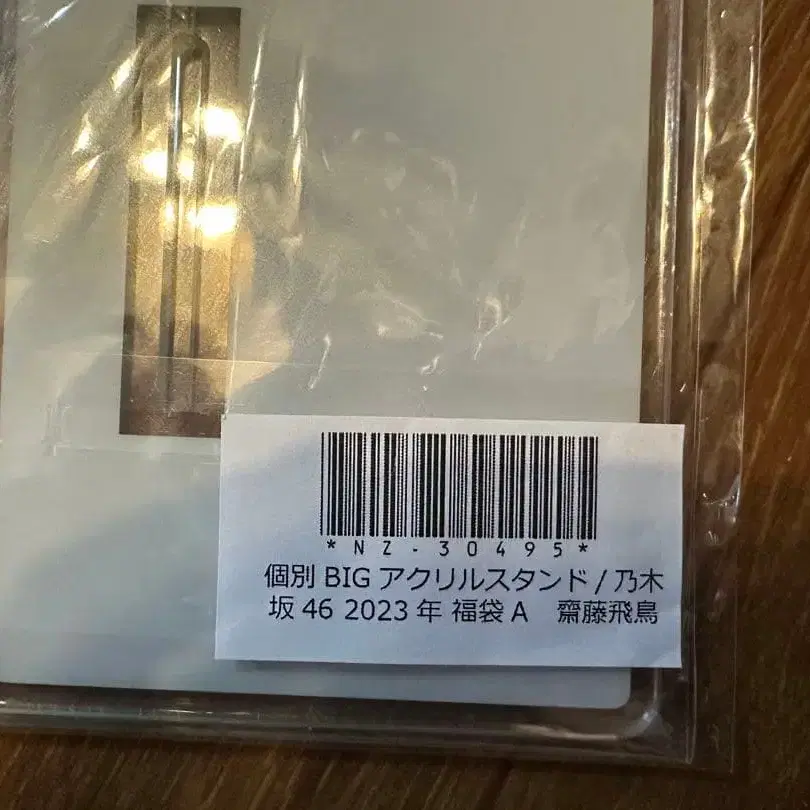 *NZ-30495*
個別 BIG アクリルスタンド / 乃木
坂 46 2023 年 福袋 A　齋藤飛鳥